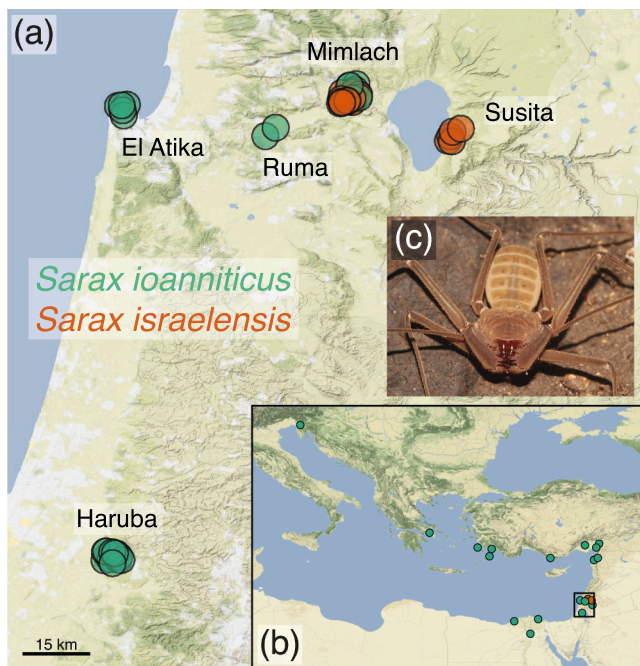 (a)
Mimlach
Susita
El Atika
Ruma
(c)
Sarax ioanniticus
Sarax israelensis
Haruba
15 km
(b)